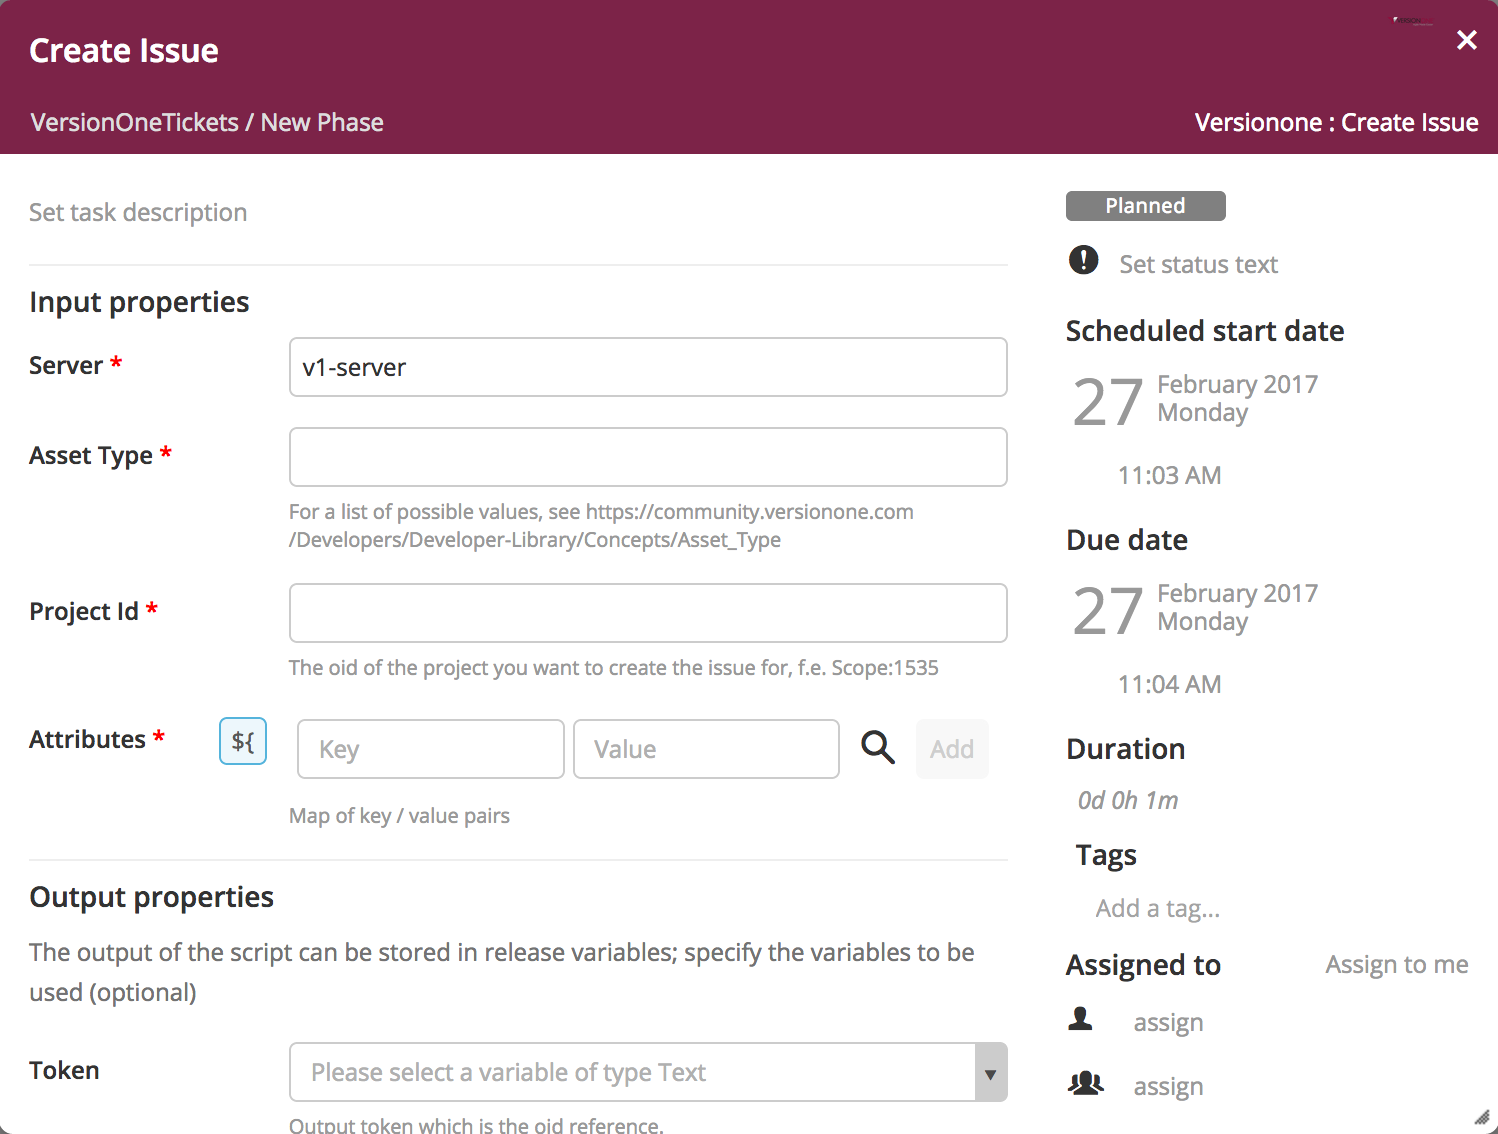 Create Issue
VersionOneTickets / New Phase
Versionone : Create Issue
Set task description
Input properties
Server *
v1-server
Asset Type *
For a list of possible values, see https://community.versionone.com
/Developers/Developer-Library/Concepts/Asset_Type
Project Id *
The oid of the project you want to create the issue for, f.e. Scope:1535
Attributes *
${
Key
Value
Add
Map of key / value pairs
Output properties
The output of the script can be stored in release variables; specify the variables to be
used (optional)
Token
Please select a variable of type Text
Output token which is the oid reference.
Planned
Set status text
Scheduled start date
27
February 2017
Monday
11:03 AM
Due date
27
February 2017
Monday
11:04 AM
Duration
0d 0h 1m
Tags
Add a tag...
Assigned to
Assign to me
assign
assign